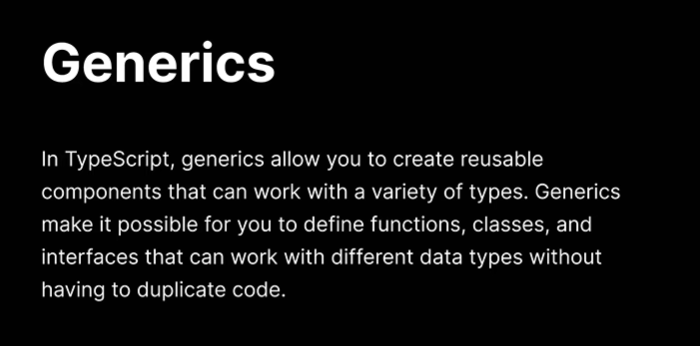 Generics
In TypeScript, generics allow you to create reusable
components that can work with a variety of types. Generics
make it possible for you to define functions, classes, and
interfaces that can work with different data types without
having to duplicate code.